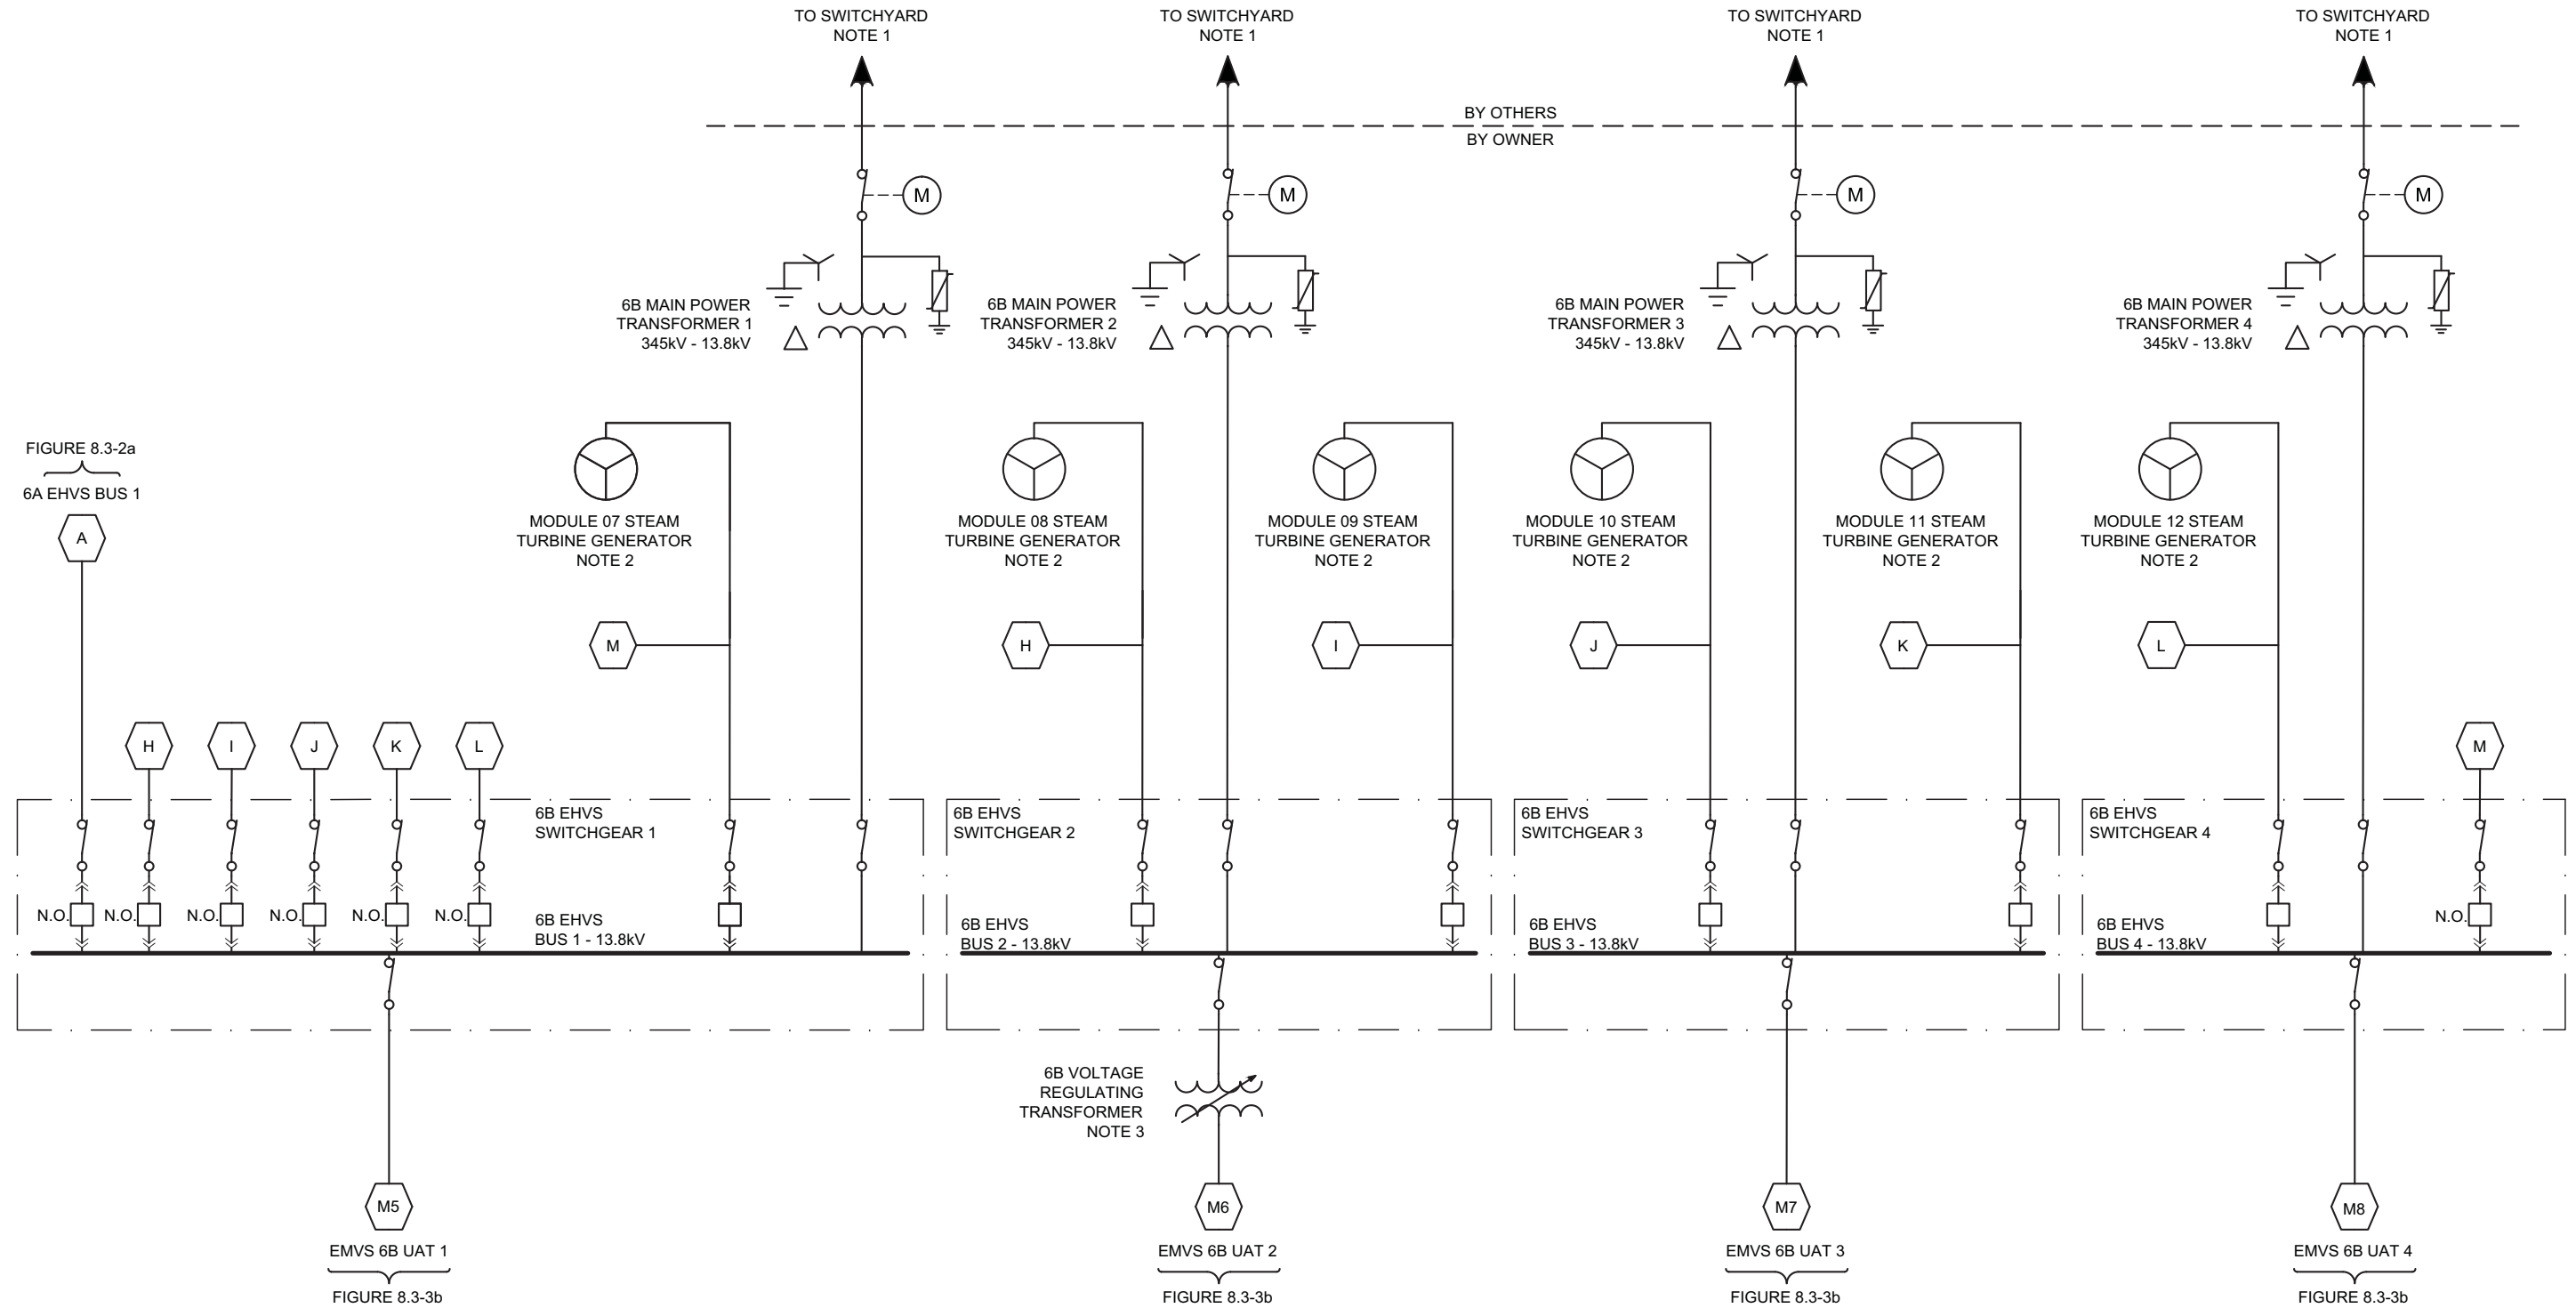 TO SWITCHYARD
NOTE 1
TO SWITCHYARD
NOTE 1
TO SWITCHYARD
NOTE 1
TO SWITCHYARD
NOTE 1
BY OTHERS
BY OWNER
M
M
M
M
6B MAIN POWER
TRANSFORMER 1
345kV - 13.8kV
6B MAIN POWER
TRANSFORMER 2
345kV - 13.8kV
6B MAIN POWER
TRANSFORMER 3
345kV - 13.8kV
6B MAIN POWER
TRANSFORMER 4
345kV - 13.8kV
FIGURE 8.3-2a
6A EHVS BUS 1
A
MODULE 07 STEAM
TURBINE GENERATOR
NOTE 2
MODULE 08 STEAM
TURBINE GENERATOR
NOTE 2
MODULE 09 STEAM
TURBINE GENERATOR
NOTE 2
MODULE 10 STEAM
TURBINE GENERATOR
NOTE 2
MODULE 11 STEAM
TURBINE GENERATOR
NOTE 2
MODULE 12 STEAM
TURBINE GENERATOR
NOTE 2
M
H
I
J
K
L
H
I
J
K
L
M
6B EHVS
SWITCHGEAR 1
6B EHVS
SWITCHGEAR 2
6B EHVS
SWITCHGEAR 3
6B EHVS
SWITCHGEAR 4
N.O.
N.O.
N.O.
N.O.
N.O.
N.O.
N.O.
6B EHVS
BUS 1 - 13.8kV
6B EHVS
BUS 2 - 13.8kV
6B EHVS
BUS 3 - 13.8kV
6B EHVS
BUS 4 - 13.8kV
6B VOLTAGE
REGULATING
TRANSFORMER
NOTE 3
M5
M6
M7
M8
EMVS 6B UAT 1
EMVS 6B UAT 2
EMVS 6B UAT 3
EMVS 6B UAT 4
FIGURE 8.3-3b
FIGURE 8.3-3b
FIGURE 8.3-3b
FIGURE 8.3-3b